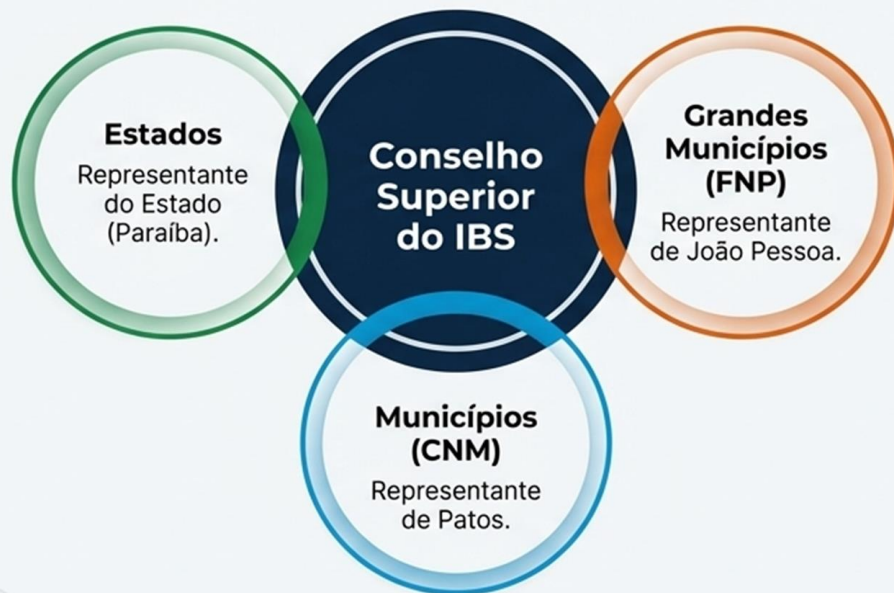 Estados
Representante
do Estado
(Paraíba).
Conselho
Superior
do IBS
Grandes
Municípios
(FNP)
Representante
de João Pessoa.
Municípios
(CNM)
Representante
de Patos.